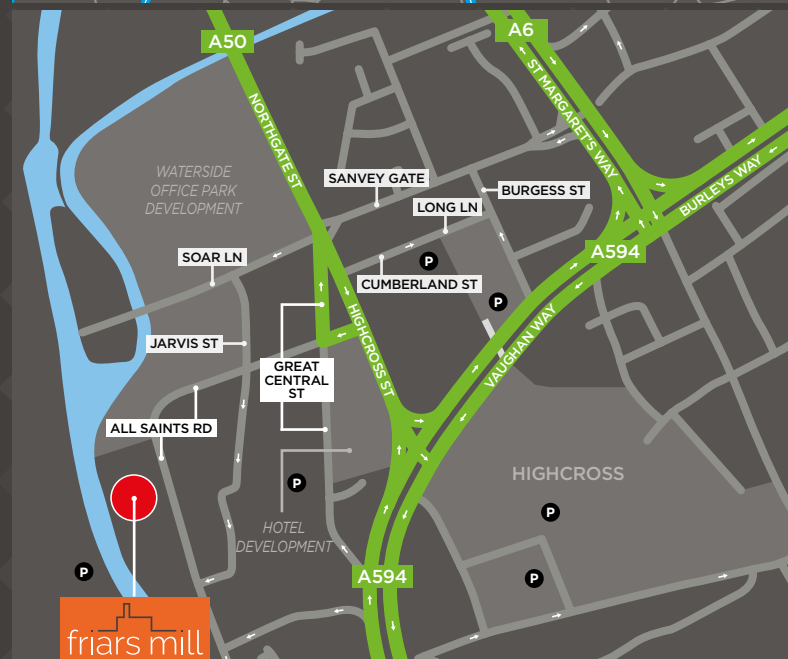 A50
A6
NORTHGATE ST
ST MARGARET'S WAY
WATERSIDE
OFFICE PARK
DEVELOPMENT
SANVEY GATE
BURGESS ST
LONG LN
BURLEYS WAY
SOAR LN
A594
P
CUMBERLAND ST
P
HIGHCROSS ST
VAUGHAN WAY
JARVIS ST
GREAT
CENTRAL
ST
ALL SAINTS RD
HIGHCROSS
P
P
HOTEL
DEVELOPMENT
P
A594
P
friars mill